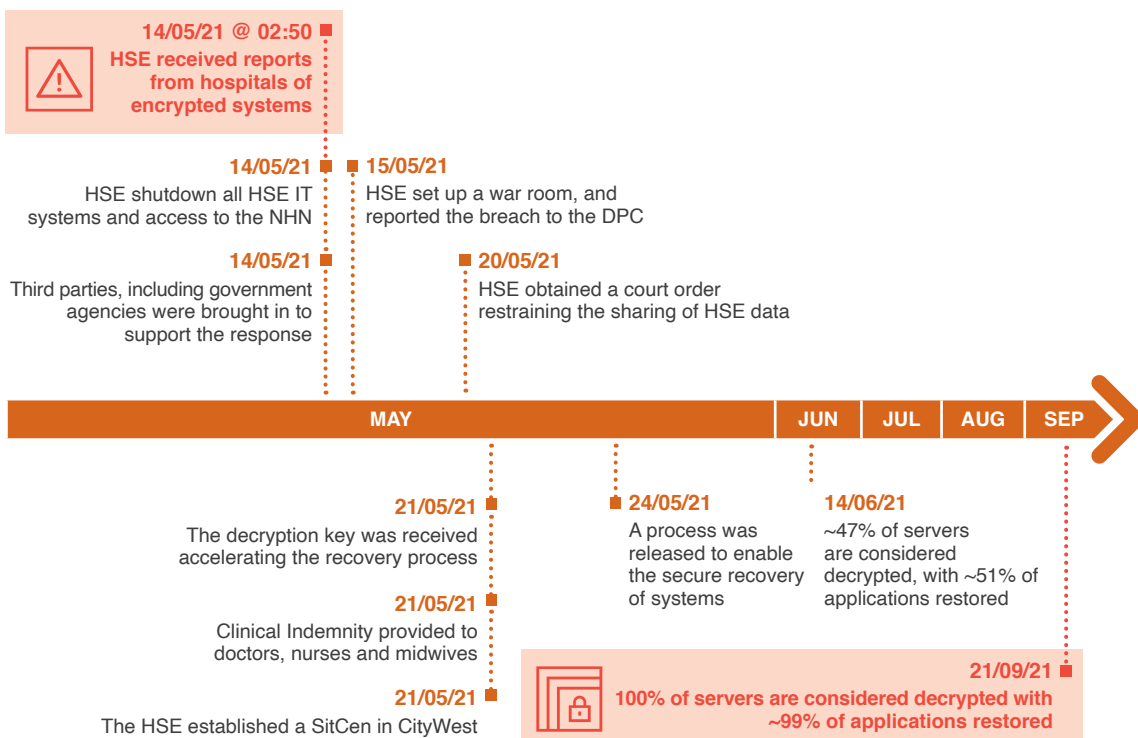 14/05/21 @ 02:50
HSE received reports
from hospitals of
encrypted systems
14/05/21
HSE shutdown all HSE IT
systems and access to the NHN
15/05/21
HSE set up a war room, and
reported the breach to the DPC
14/05/21
Third parties, including government
agencies were brought in to
support the response
20/05/21
HSE obtained a court order
restraining the sharing of HSE data
MAY
JUN
JUL
AUG
SEP
21/05/21
The decryption key was received
accelerating the recovery process
24/05/21
A process was
released to enable
the secure recovery
of systems
14/06/21
~47% of servers
are considered
decrypted, with ~51% of
applications restored
21/05/21
Clinical Indemnity provided to
doctors, nurses and midwives
21/05/21
The HSE established a SitCen in CityWest
21/09/21
100% of servers are considered decrypted with
~99% of applications restored